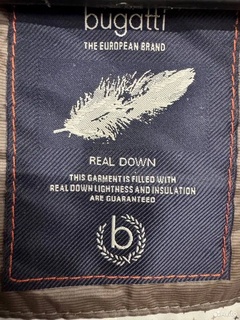 bugatti
THE EUROPEAN BRAND
REAL DOWN
THIS GARMENT IS FILLED WITH
REAL DOWN LIGHTNESS AND INSULATION
ARE GUARANTEED
b